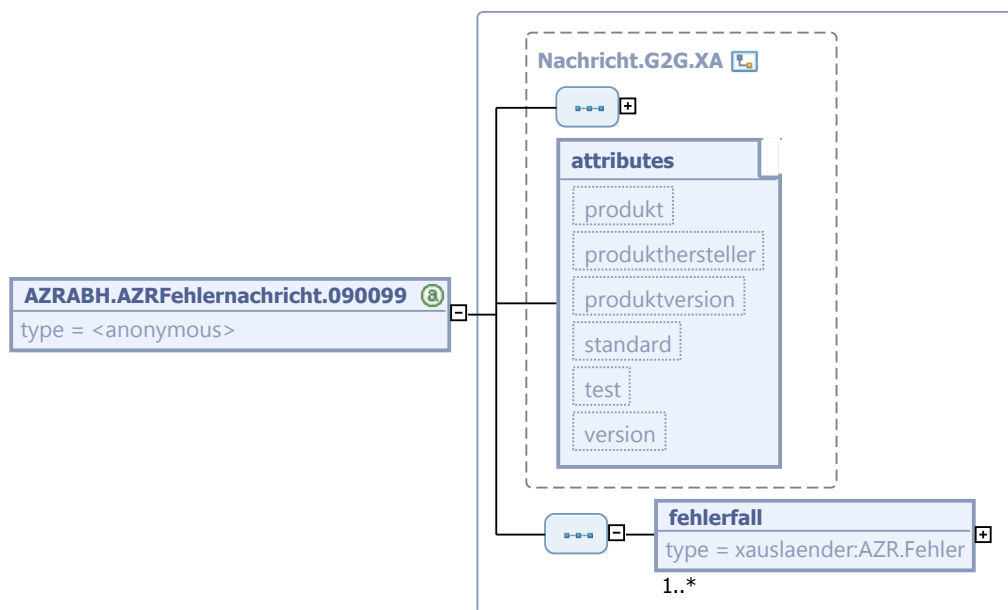 Nachricht.G2G.XA
attributes
produkt
produkthersteller
produktversion
standard
test
version
AZRABH.AZRFehlernachricht.090099
type = <anonymous>
fehlerfall
type = xauslaender:AZR.Fehler
1..*